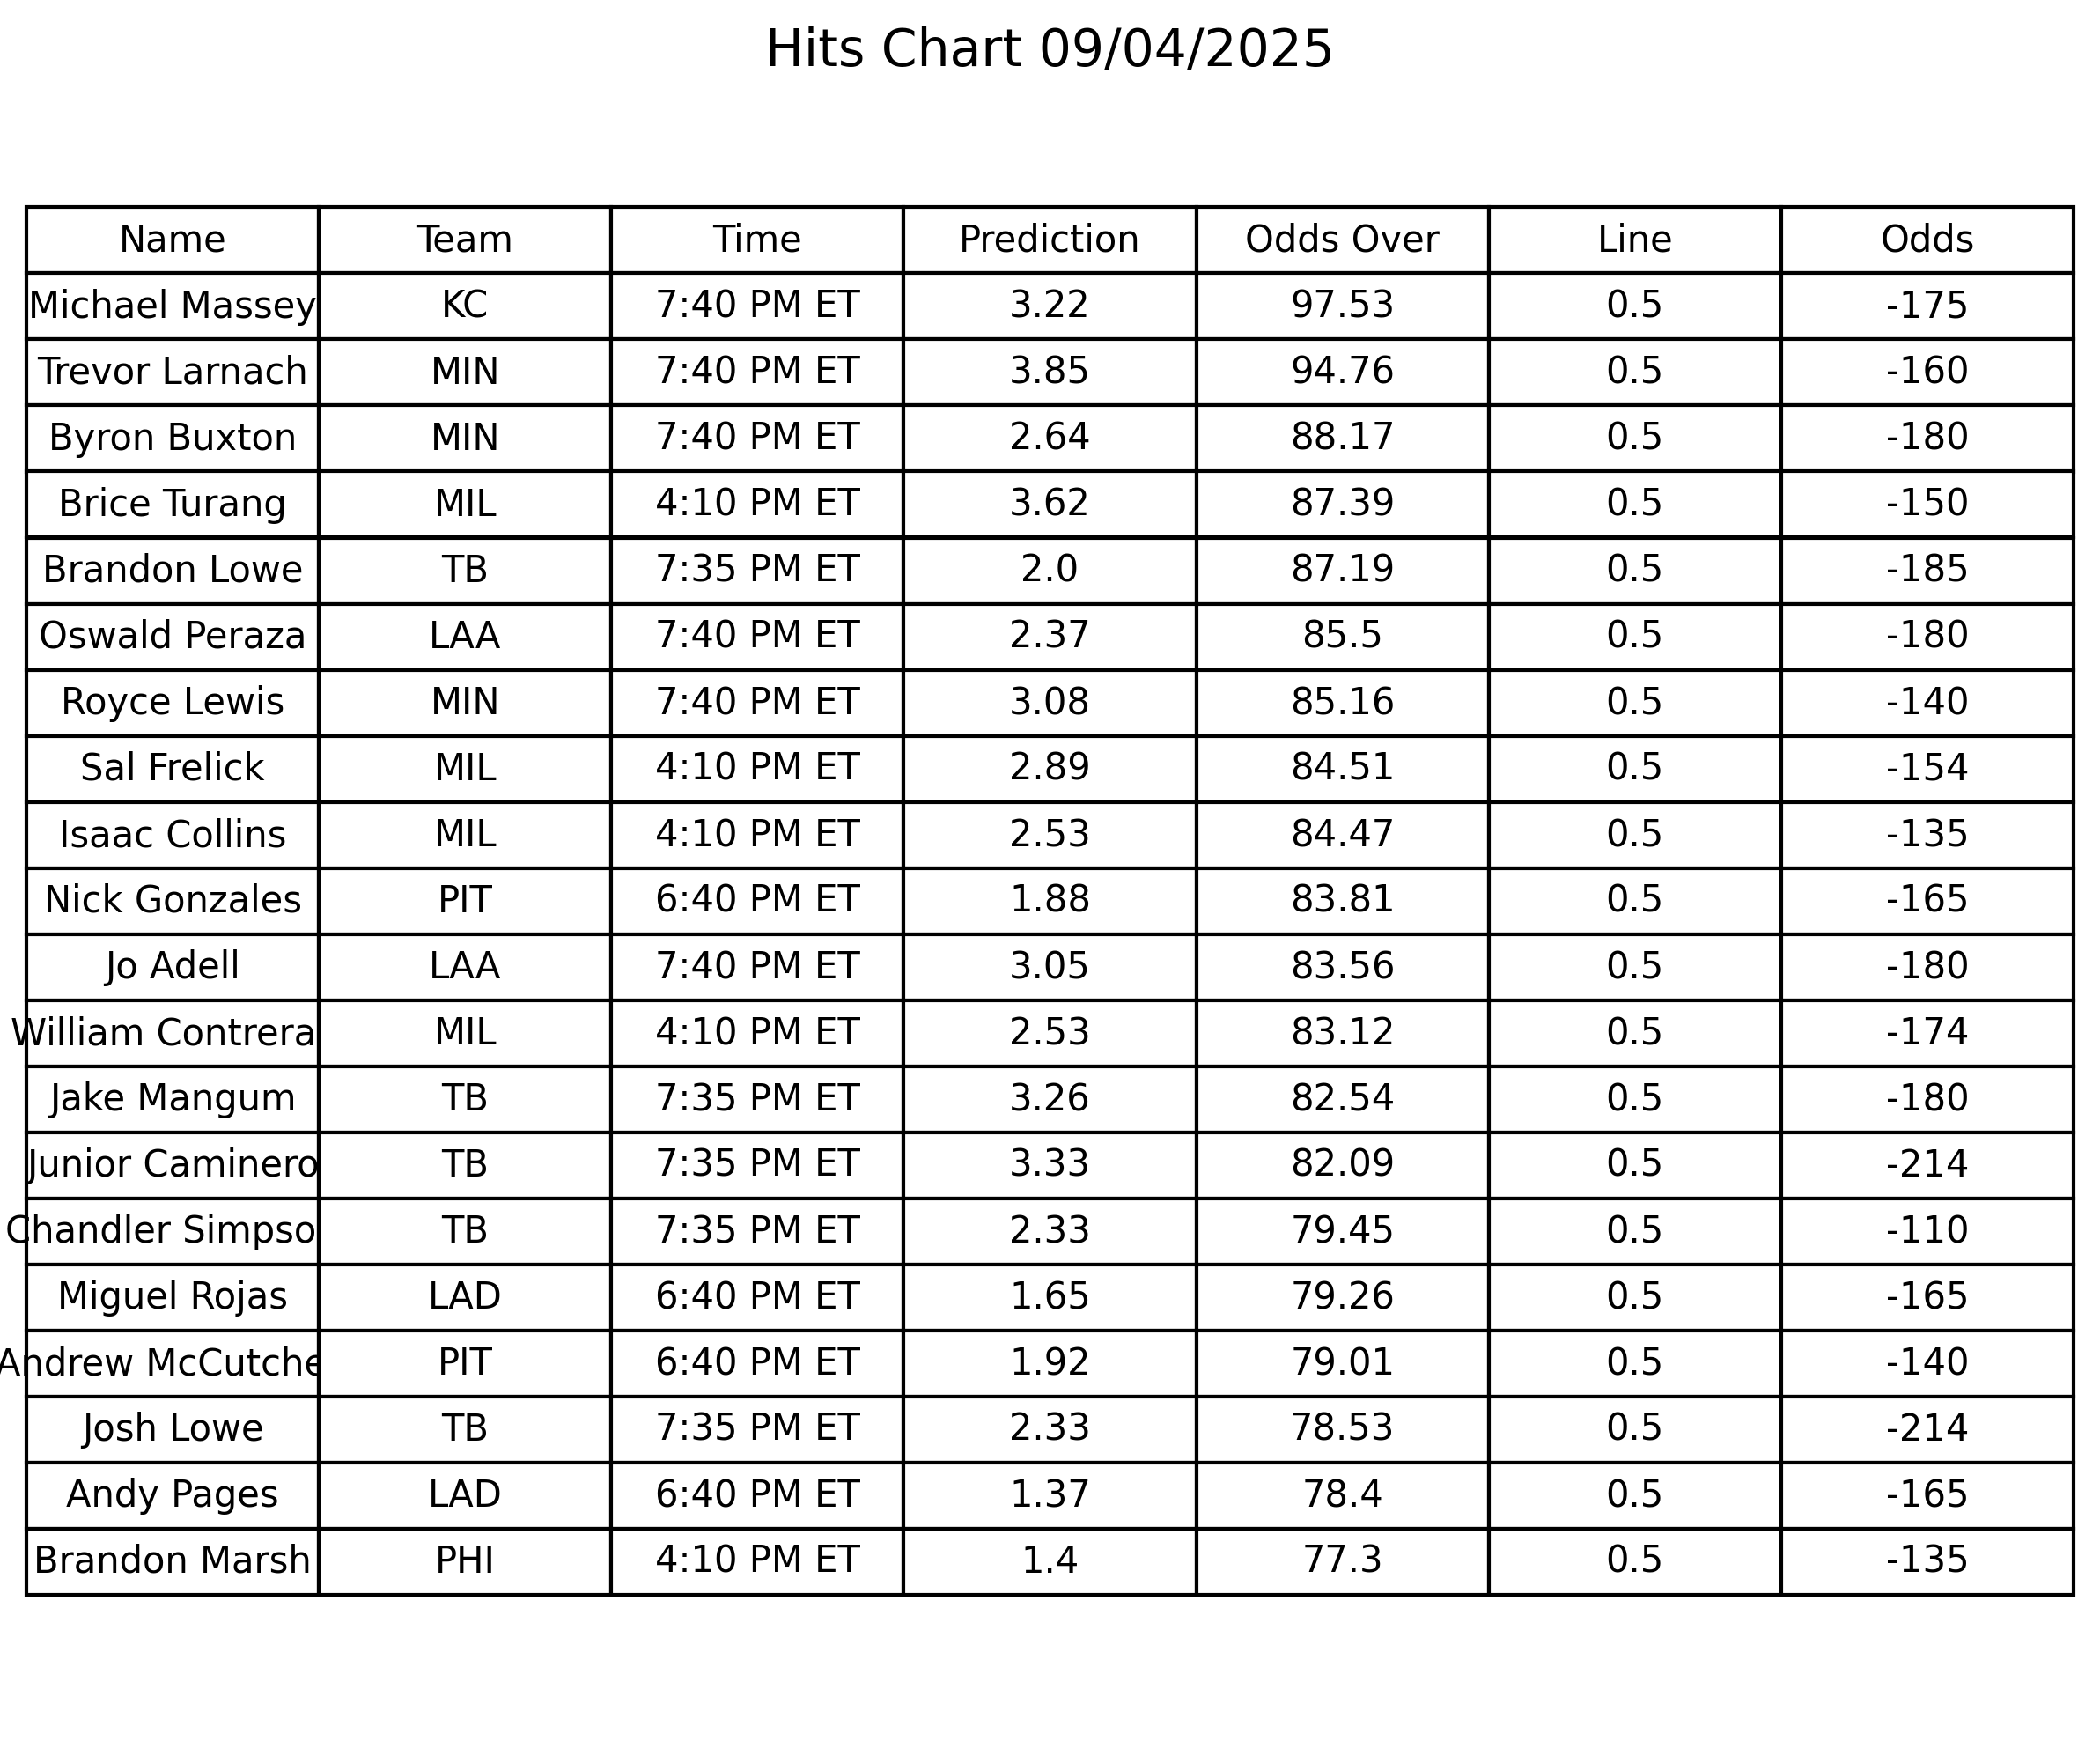 Hits Chart 09/04/2025
Name Team Time Prediction Odds Over Line Odds
Michael Massey KC 7:40 PM ET 3.22 97.53 0.5 -175
Trevor Larnach MIN 7:40 PM ET 3.85 94.76 0.5 -160
Byron Buxton MIN 7:40 PM ET 2.64 88.17 0.5 -180
Brice Turang MIL 4:10 PM ET 3.62 87.39 0.5 -150
Brandon Lowe TB 7:35 PM ET 2.0 87.19 0.5 -185
Oswald Peraza LAA 7:40 PM ET 2.37 85.5 0.5 -180
Royce Lewis MIN 7:40 PM ET 3.08 85.16 0.5 -140
Sal Frelick MIL 4:10 PM ET 2.89 84.51 0.5 -154
Isaac Collins MIL 4:10 PM ET 2.53 84.47 0.5 -135
Nick Gonzales PIT 6:40 PM ET 1.88 83.81 0.5 -165
Jo Adell LAA 7:40 PM ET 3.05 83.56 0.5 -180
William Contrera MIL 4:10 PM ET 2.53 83.12 0.5 -174
Jake Mangum TB 7:35 PM ET 3.26 82.54 0.5 -180
Junior Caminero TB 7:35 PM ET 3.33 82.09 0.5 -214
Chandler Simpso TB 7:35 PM ET 2.33 79.45 0.5 -110
Miguel Rojas LAD 6:40 PM ET 1.65 79.26 0.5 -165
Andrew McCutche PIT 6:40 PM ET 1.92 79.01 0.5 -140
Josh Lowe TB 7:35 PM ET 2.33 78.53 0.5 -214
Andy Pages LAD 6:40 PM ET 1.37 78.4 0.5 -165
Brandon Marsh PHI 4:10 PM ET 1.4 77.3 0.5 -135